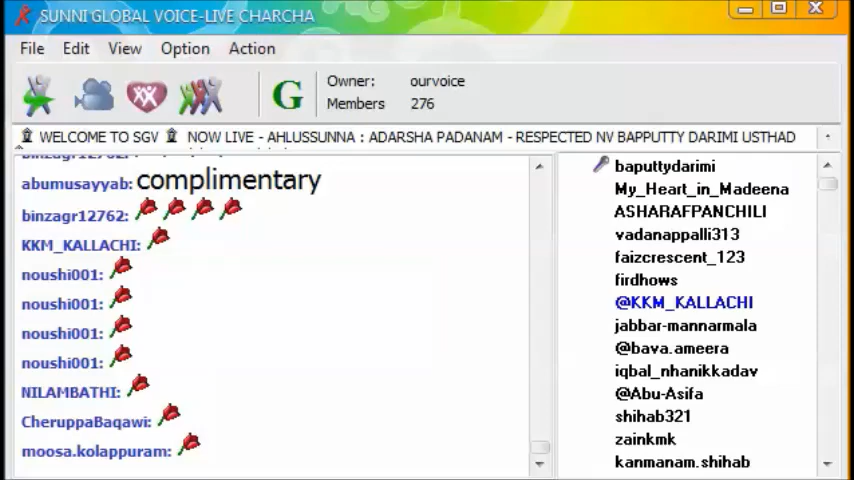 SUNNI GLOBAL VOICE-LIVE CHARCHA
File Edit View Option Action
G
Owner: ourvoice
Members 276
WELCOME TO SGV NOW LIVE - AHLUSSUNNA : ADARSHA PADANAM - RESPECTED NV BAPPUTTY DARIMI USTHAD
abumusayyab: complimentary
binzagr12762:
KKM_KALLACHI:
noushi001:
noushi001:
noushi001:
noushi001:
NILAMBATHI:
CheruppaBaqawi:
moosa.kolappuram:
baputtydarimi
My_Heart_in_Madeena
ASHARAFPANCHILI
vadanappalli313
faizcrescent_123
firdhows
@KKM_KALLACHI
jabbar-mannarmala
@bava.ameera
iqbal_nhanikkadav
@Abu-Asifa
shihab321
zainkmk
kanmanam.shihab